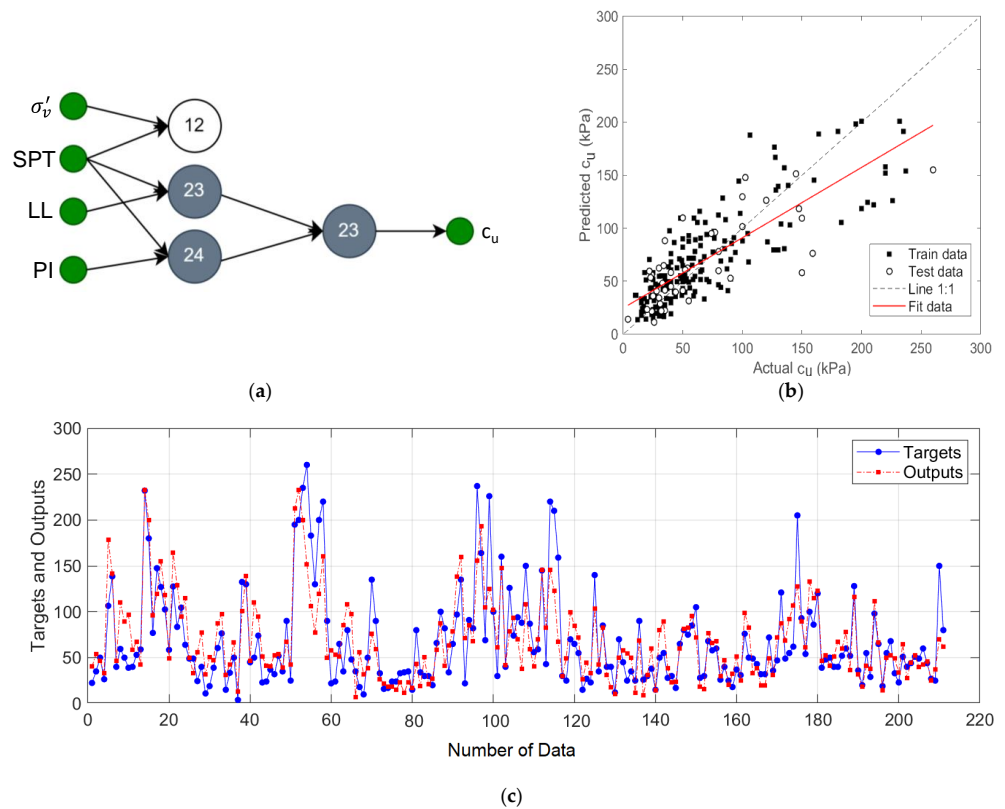 (a)
σ′v
SPT
LL
PI
12
23
24
23
cu
(b)
Predicted cu (kPa)
300
250
200
150
100
50
0
0 50 100 150 200 250 300
Actual cu (kPa)
Train data
Test data
Line 1:1
Fit data
(a)
(b)
Targets and Outputs
300
250
200
150
100
50
0
Targets
Outputs
0 20 40 60 80 100 120 140 160 180 200 220
Number of Data
(c)